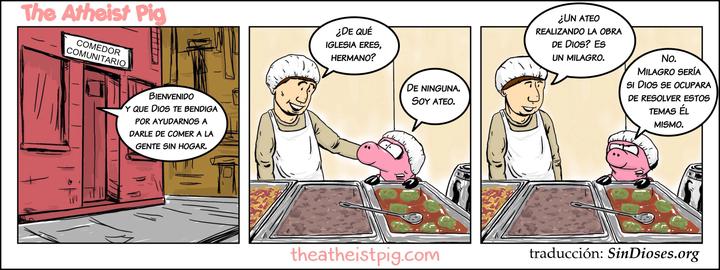 The Atheist Pig
COMEDOR
COMUNITARIO
BIENVENIDO
Y QUE DIOS TE BENDIGA
POR AYUDARNOS A
DARLE DE COMER A LA
GENTE SIN HOGAR.
¿DE QUÉ
IGLESIA ERES,
HERMANO?
DE NINGUNA.
SOY ATEO.
¿UN ATEO
REALIZANDO LA OBRA
DE DIOS? ES
UN MILAGRO.
NO.
MILAGRO SERÍA
SI DIOS SE OCUPARA
DE RESOLVER ESTOS
TEMAS ÉL
MISMO.
theatheistpig.com
traducción: SinDioses.org